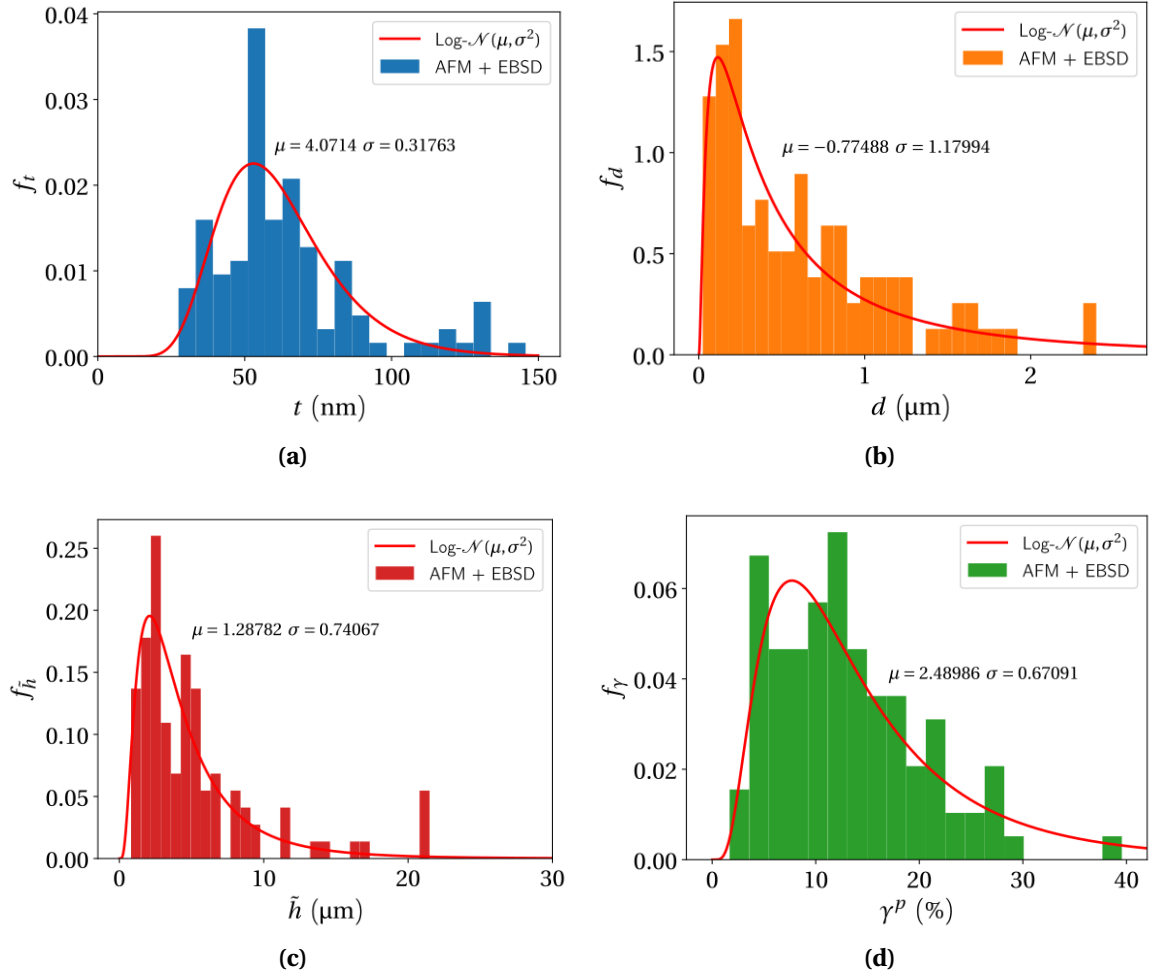 0.04
0.03
0.02
0.01
0.00
f_t
Log-𝒩(μ,σ²)
AFM + EBSD
μ = 4.0714 σ = 0.31763
0 50 100 150
t (nm)
(a)
1.5
1.0
0.5
0.0
f_d
Log-𝒩(μ,σ²)
AFM + EBSD
μ = −0.77488 σ = 1.17994
0 1 2
d (μm)
(b)
0.25
0.20
0.15
0.10
0.05
0.00
f_h̃
Log-𝒩(μ,σ²)
AFM + EBSD
μ = 1.28782 σ = 0.74067
0 10 20 30
h̃ (μm)
(c)
0.06
0.04
0.02
0.00
f_γ
Log-𝒩(μ,σ²)
AFM + EBSD
μ = 2.48986 σ = 0.67091
0 10 20 30 40
γ^p (%)
(d)